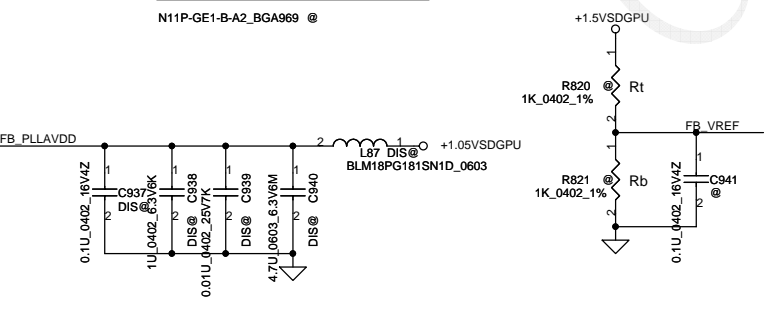 N11P-GE1-B-A2_BGA969 @
+1.5VSDGPU
1
R820 @ Rt
1K_0402_1%
2
FB_PLLAVDD
2 1 +1.05VSDGPU
L87 DIS@
BLM18PG181SN1D_0603
FB_VREF
1
R821 @ Rb
1K_0402_1%
2
1
C941
@
2
0.1U_0402_16V4Z
1
C937
DIS@
2
0.1U_0402_16V4Z
1
C938
DIS@
2
1U_0402_6.3V6K
1
C939
DIS@
2
0.01U_0402_25V7K
1
C940
DIS@
2
4.7U_0603_6.3V6M